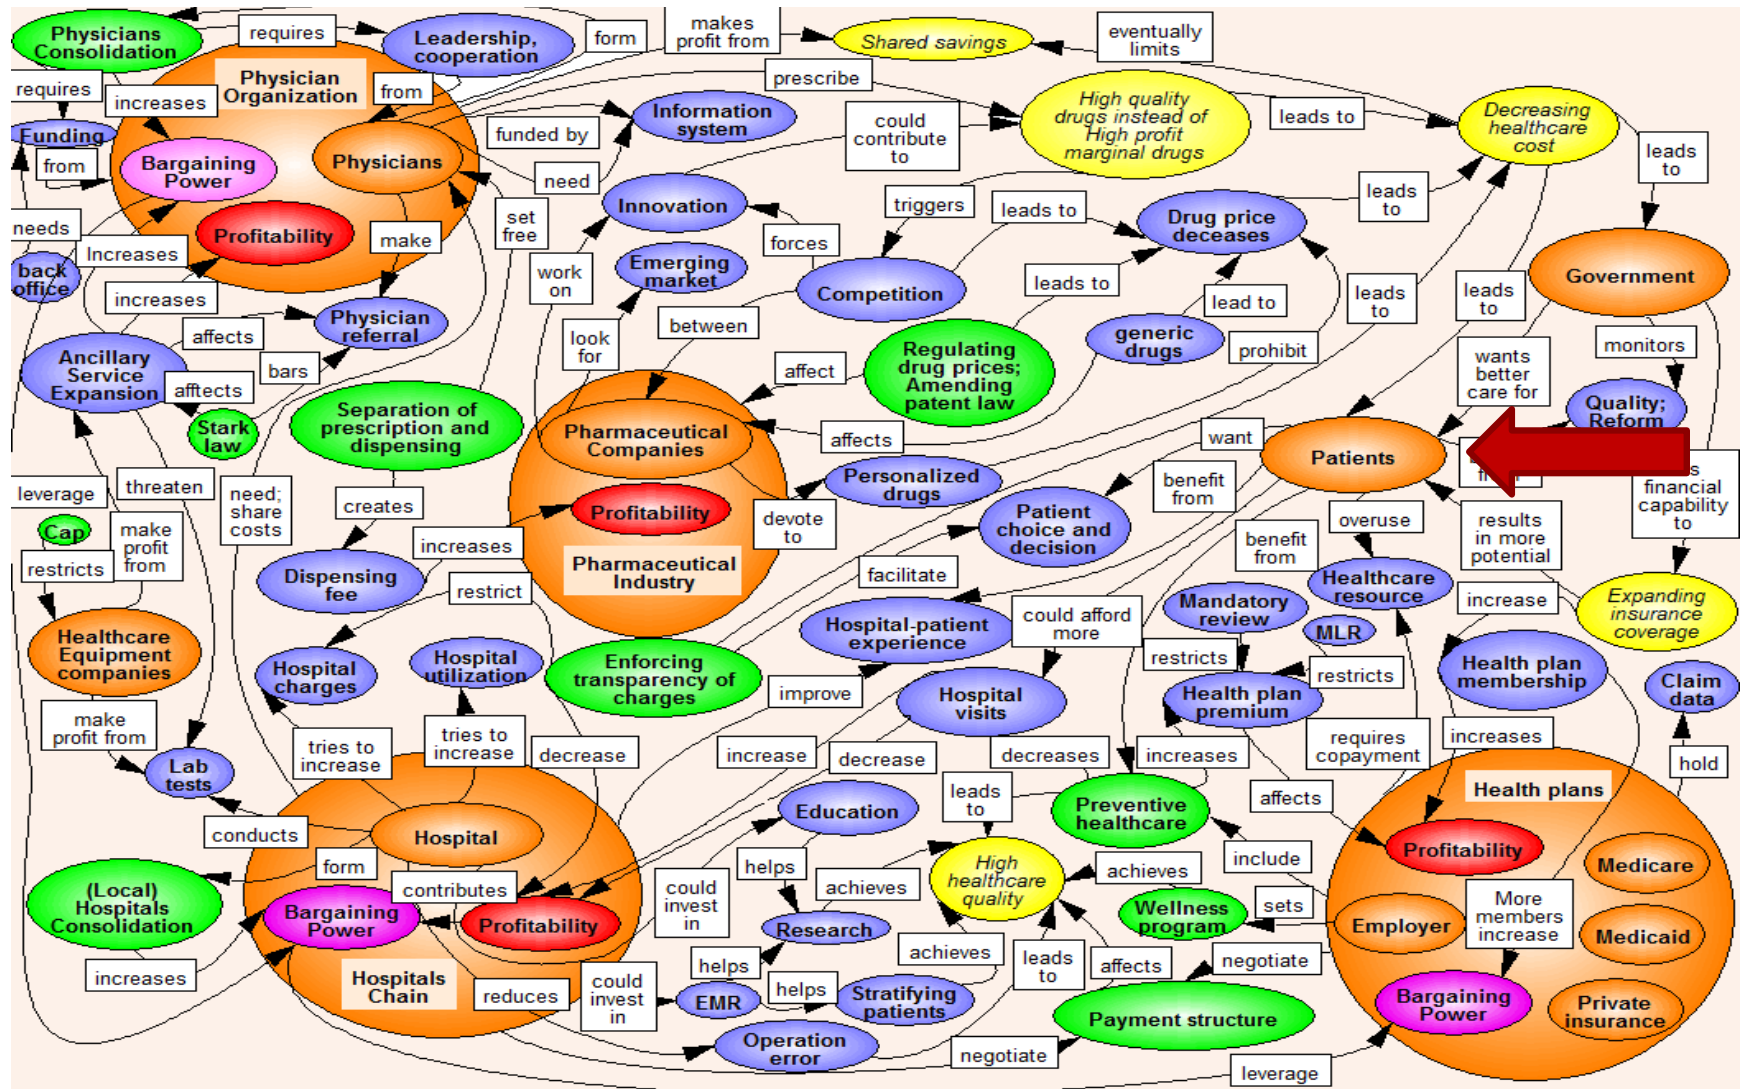 Physicians
Consolidation
requires
Leadership,
cooperation
form
makes
profit from
Shared savings
eventually
limits
Physician
Organization
prescribe
requires
increases
from
Information
system
High quality
drugs instead of
High profit
marginal drugs
leads to
Decreasing
healthcare
cost
Funding
funded by
could
contribute
to
from
Bargaining
Power
Physicians
need
leads
to
Innovation
triggers
leads to
Drug price
deceases
leads
to
needs
Increases
Profitability
make
set
free
forces
back
office
increases
Emerging
market
work
on
Competition
leads to
lead to
leads
to
leads
to
Government
Physician
referral
affects
between
look
for
generic
drugs
prohibit
monitors
Ancillary
Service
Expansion
bars
affects
Regulating
drug prices;
Amending
patent law
affect
wants
better
care for
Stark
law
Separation of
prescription and
dispensing
Pharmaceutical
Companies
affects
want
Patients
Quality;
Reform
leverage
threaten
need;
share
costs
creates
Profitability
devote
to
Personalized
drugs
Patient
choice and
decision
benefit
from
overuse
results
in more
potential
financial
capability
to
Cap
make
profit
from
increases
Pharmaceutical
Industry
facilitate
benefit
from
restricts
Dispensing
fee
restrict
Healthcare
resource
increase
Expanding
insurance
coverage
Healthcare
Equipment
companies
Hospital-patient
experience
could afford
more
Mandatory
review
MLR
Hospital
charges
Hospital
utilization
Enforcing
transparency of
charges
restricts
restricts
Health plan
membership
Claim
data
improve
Hospital
visits
Health plan
premium
make
profit from
tries to
increase
tries to
increase
decrease
increase
decrease
decreases
increases
requires
copayment
increases
hold
Lab
tests
leads
to
Preventive
healthcare
affects
Health plans
conducts
Hospital
Education
form
helps
High
healthcare
quality
include
Profitability
Medicare
(Local)
Hospitals
Consolidation
contributes
could
invest
in
achieves
achieves
Bargaining
Power
Profitability
Research
Wellness
program
sets
Employer
More
members
increase
Medicaid
increases
Hospitals
Chain
reduces
could
invest
in
helps
achieves
leads
to
affects
negotiate
EMR
helps
Stratifying
patients
Payment structure
Bargaining
Power
Private
insurance
Operation
error
negotiate
leverage